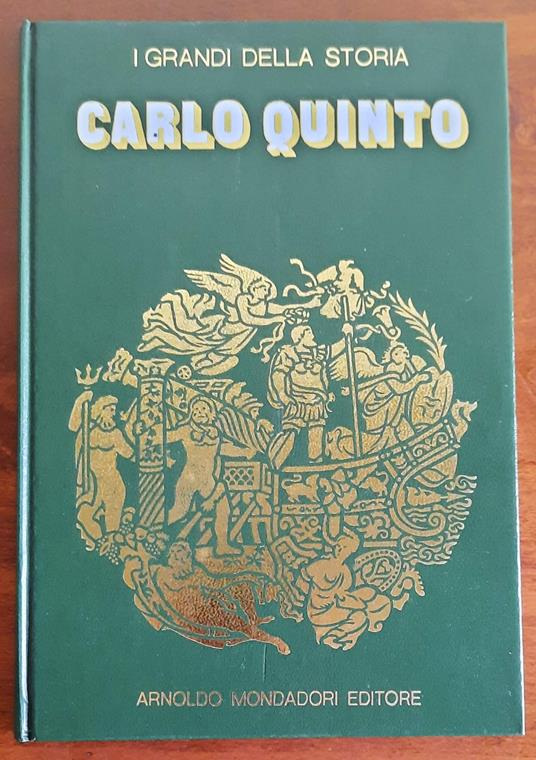 I GRANDI DELLA STORIA
CARLO QUINTO
ARNOLDO MONDADORI EDITORE